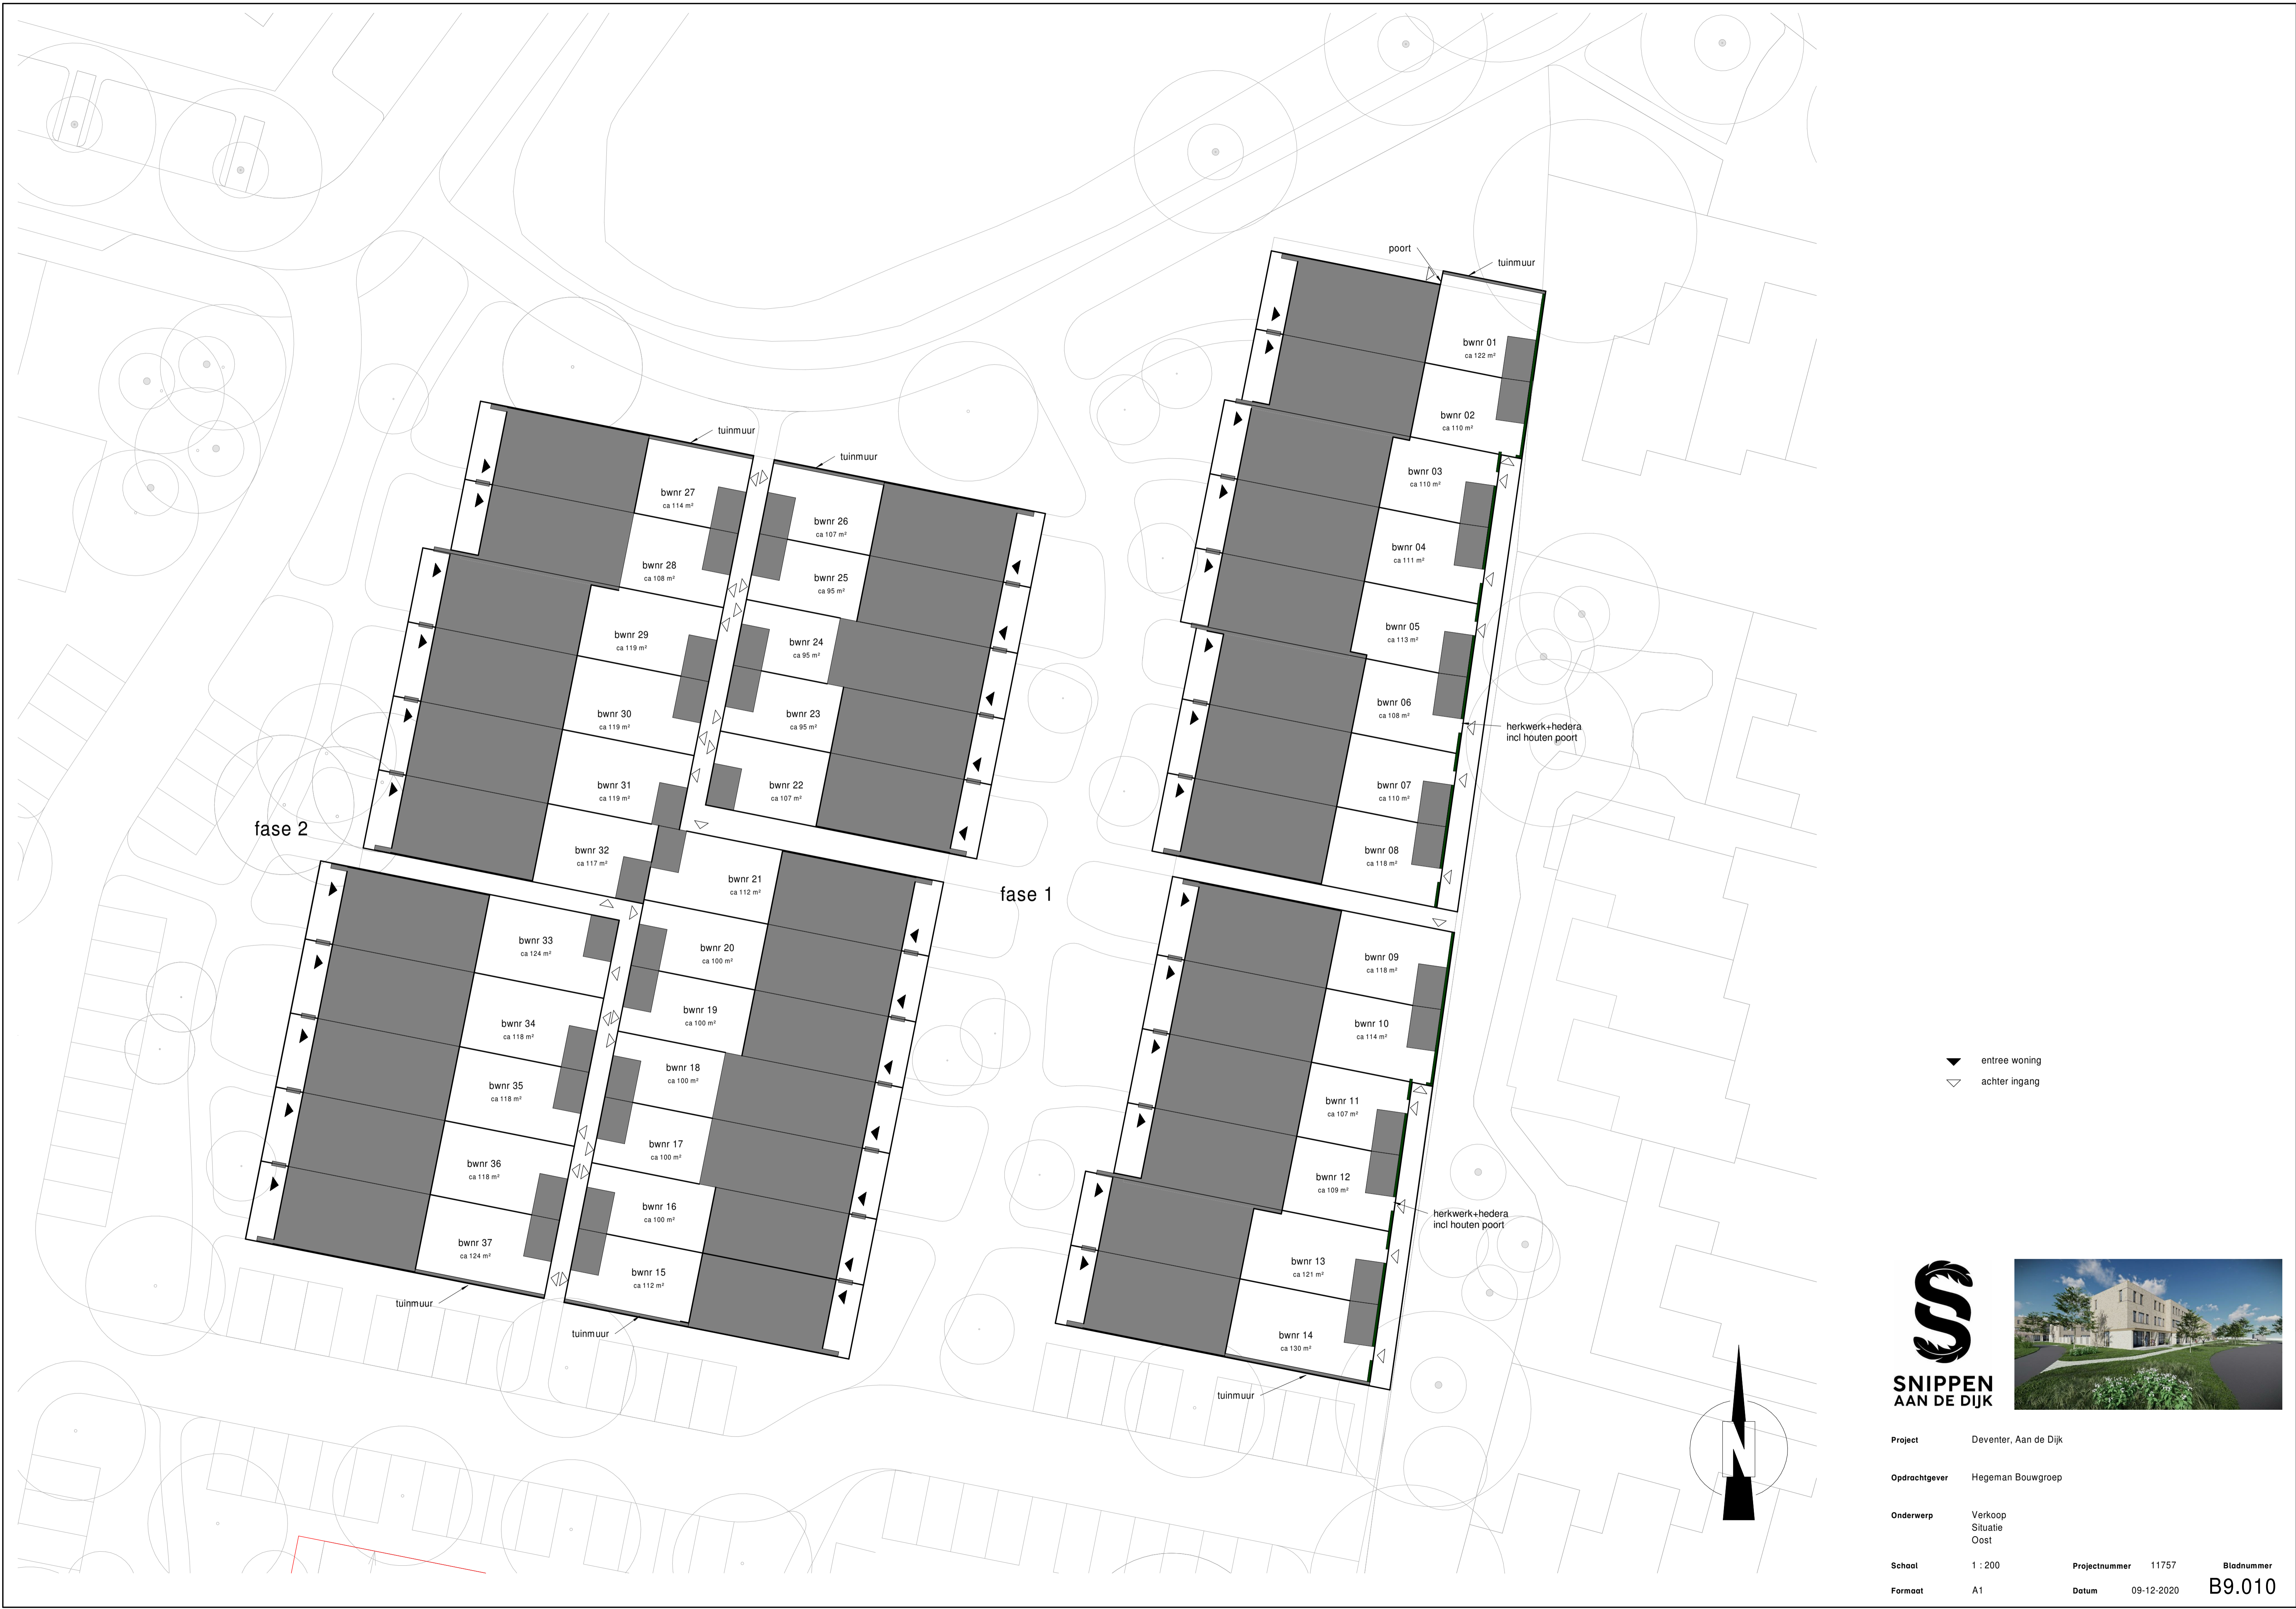 poort
tuinmuur
bwnr 01
ca 122 m²
bwnr 02
ca 110 m²
bwnr 03
ca 110 m²
bwnr 04
ca 111 m²
bwnr 05
ca 113 m²
bwnr 06
ca 108 m²
herkwerk+hedera
incl houten poort
bwnr 07
ca 110 m²
bwnr 08
ca 118 m²
bwnr 09
ca 118 m²
bwnr 10
ca 114 m²
bwnr 11
ca 107 m²
bwnr 12
ca 109 m²
herkwerk+hedera
incl houten poort
bwnr 13
ca 121 m²
bwnr 14
ca 130 m²
tuinmuur
tuinmuur
tuinmuur
bwnr 27
ca 114 m²
bwnr 26
ca 107 m²
bwnr 28
ca 108 m²
bwnr 25
ca 95 m²
bwnr 29
ca 119 m²
bwnr 24
ca 95 m²
bwnr 30
ca 119 m²
bwnr 23
ca 95 m²
bwnr 31
ca 119 m²
bwnr 22
ca 107 m²
fase 2
bwnr 32
ca 117 m²
bwnr 21
ca 112 m²
fase 1
bwnr 33
ca 124 m²
bwnr 20
ca 100 m²
bwnr 34
ca 118 m²
bwnr 19
ca 100 m²
bwnr 35
ca 118 m²
bwnr 18
ca 100 m²
bwnr 36
ca 118 m²
bwnr 17
ca 100 m²
bwnr 37
ca 124 m²
bwnr 16
ca 100 m²
bwnr 15
ca 112 m²
tuinmuur
tuinmuur
entree woning
achter ingang
N
SNIPPEN
AAN DE DIJK
Project Deventer, Aan de Dijk
Opdrachtgever Hegeman Bouwgroep
Onderwerp Verkoop
Situatie
Oost
Schaal 1 : 200 Projectnummer 11757 Bladnummer
Formaat A1 Datum 09-12-2020 B9.010